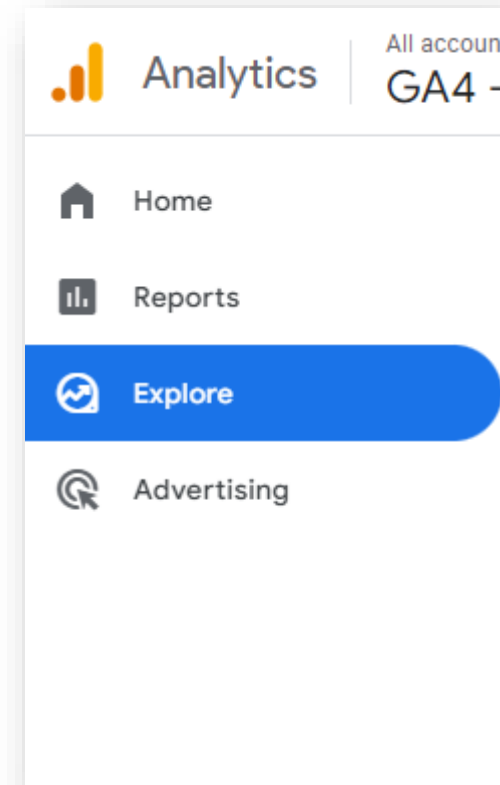 Analytics
All accoun
GA4 -
Home
Reports
Explore
Advertising